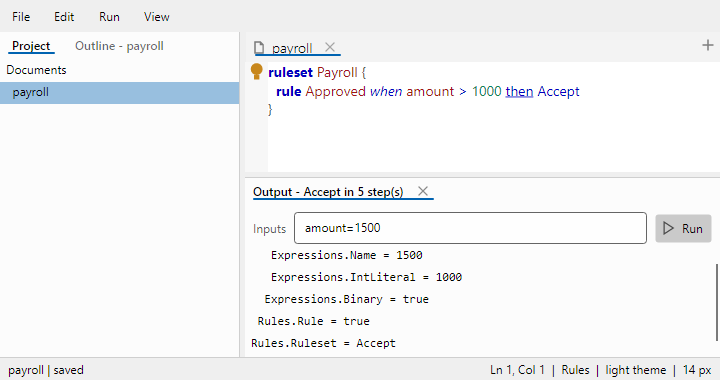 File Edit Run View
Project Outline - payroll
Documents
payroll
payroll
ruleset Payroll {
rule Approved when amount > 1000 then Accept
}
Output - Accept in 5 step(s)
Inputs amount=1500 Run
Expressions.Name = 1500
Expressions.IntLiteral = 1000
Expressions.Binary = true
Rules.Rule = true
Rules.Ruleset = Accept
payroll | saved Ln 1, Col 1 | Rules | light theme | 14 px